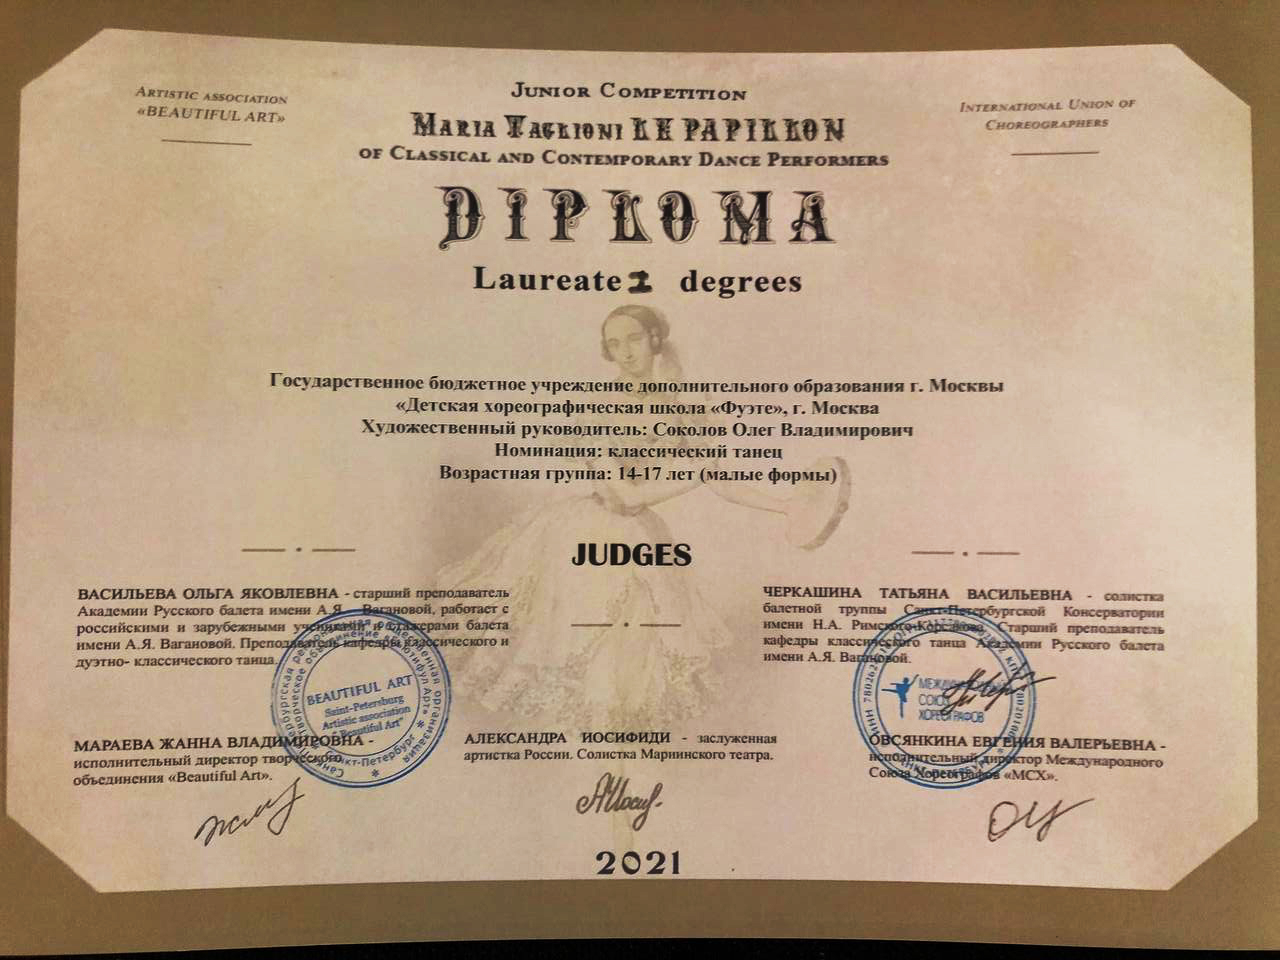 ARTISTIC ASSOCIATION
«BEAUTIFUL ART»
JUNIOR COMPETITION
MARIA TAGLIONI LE PAPILLON
OF CLASSICAL AND CONTEMPORARY DANCE PERFORMERS
INTERNATIONAL UNION OF
CHOREOGRAPHERS
DIPLOMA
Laureate degrees
Государственное бюджетное учреждение дополнительного образования г. Москвы
«Детская хореографическая школа «Фуэте», г. Москва
Художественный руководитель: Соколов Олег Владимирович
Номинация: классический танец
Возрастная группа: 14-17 лет (малые формы)
JUDGES
ВАСИЛЬЕВА ОЛЬГА ЯКОВЛЕВНА - старший преподаватель
Академии Русского балета имени А.Я. Вагановой, работает с
российскими и зарубежными учениками и стажерами балета
имени А.Я. Вагановой. Преподаватель кафедры классического и
дуэтно- классического танца.
ЧЕРКАШИНА ТАТЬЯНА ВАСИЛЬЕВНА - солистка
балетной труппы Санкт-Петербургской Консерватории
имени Н.А. Римского-Корсакова. Старший преподаватель
кафедры классического танца Академии Русского балета
имени А.Я. Вагановой.
BEAUTIFUL ART
Saint-Petersburg
Artistic association
"Beautiful Art"
МЕЖДУНАРОДНЫЙ
СОЮЗ
ХОРЕОГРАФОВ
МАРАЕВА ЖАННА ВЛАДИМИРОВНА -
исполнительный директор творческого
объединения «Beautiful Art».
АЛЕКСАНДРА ИОСИФИДИ - заслуженная
артистка России. Солистка Мариинского театра.
ОВСЯНКИНА ЕВГЕНИЯ ВАЛЕРЬЕВНА -
исполнительный директор Международного
Союза Хореографов «МСХ».
2021